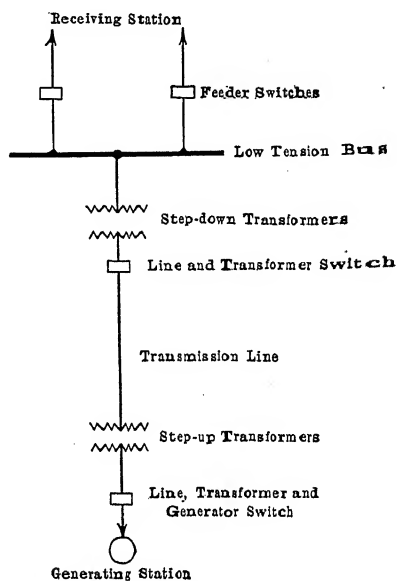 Receiving Station
Feeder Switches
Low Tension Bus
Step-down Transformers
Line and Transformer Switch
Transmission Line
Step-up Transformers
Line, Transformer and
Generator Switch
Generating Station